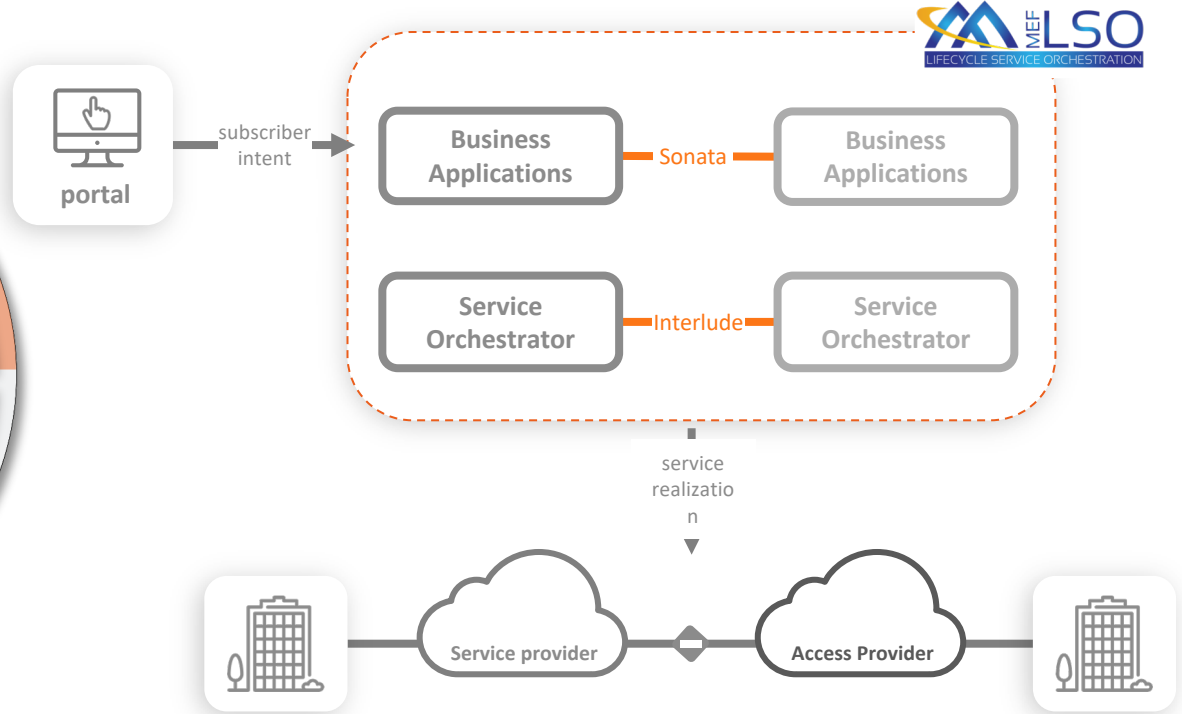 MEF
LSO
LIFECYCLE SERVICE ORCHESTRATION
portal
subscriber
intent
Business
Applications
Sonata
Business
Applications
Service
Orchestrator
Interlude
Service
Orchestrator
service
realizatio
n
Service provider
Access Provider